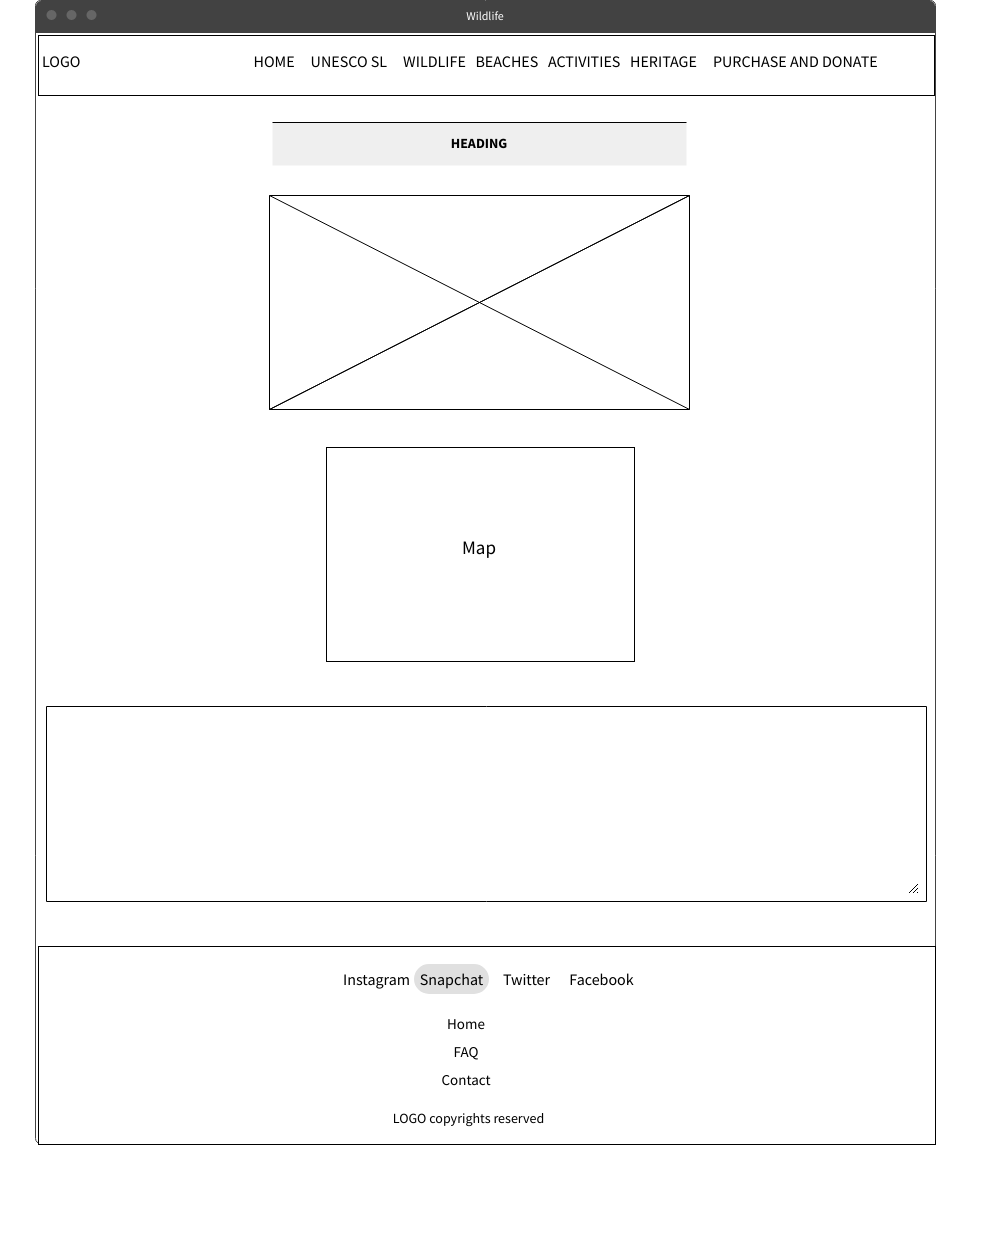 Wildlife
LOGO HOME UNESCO SL WILDLIFE BEACHES ACTIVITIES HERITAGE PURCHASE AND DONATE
HEADING
Map
Instagram Snapchat Twitter Facebook
Home
FAQ
Contact
LOGO copyrights reserved